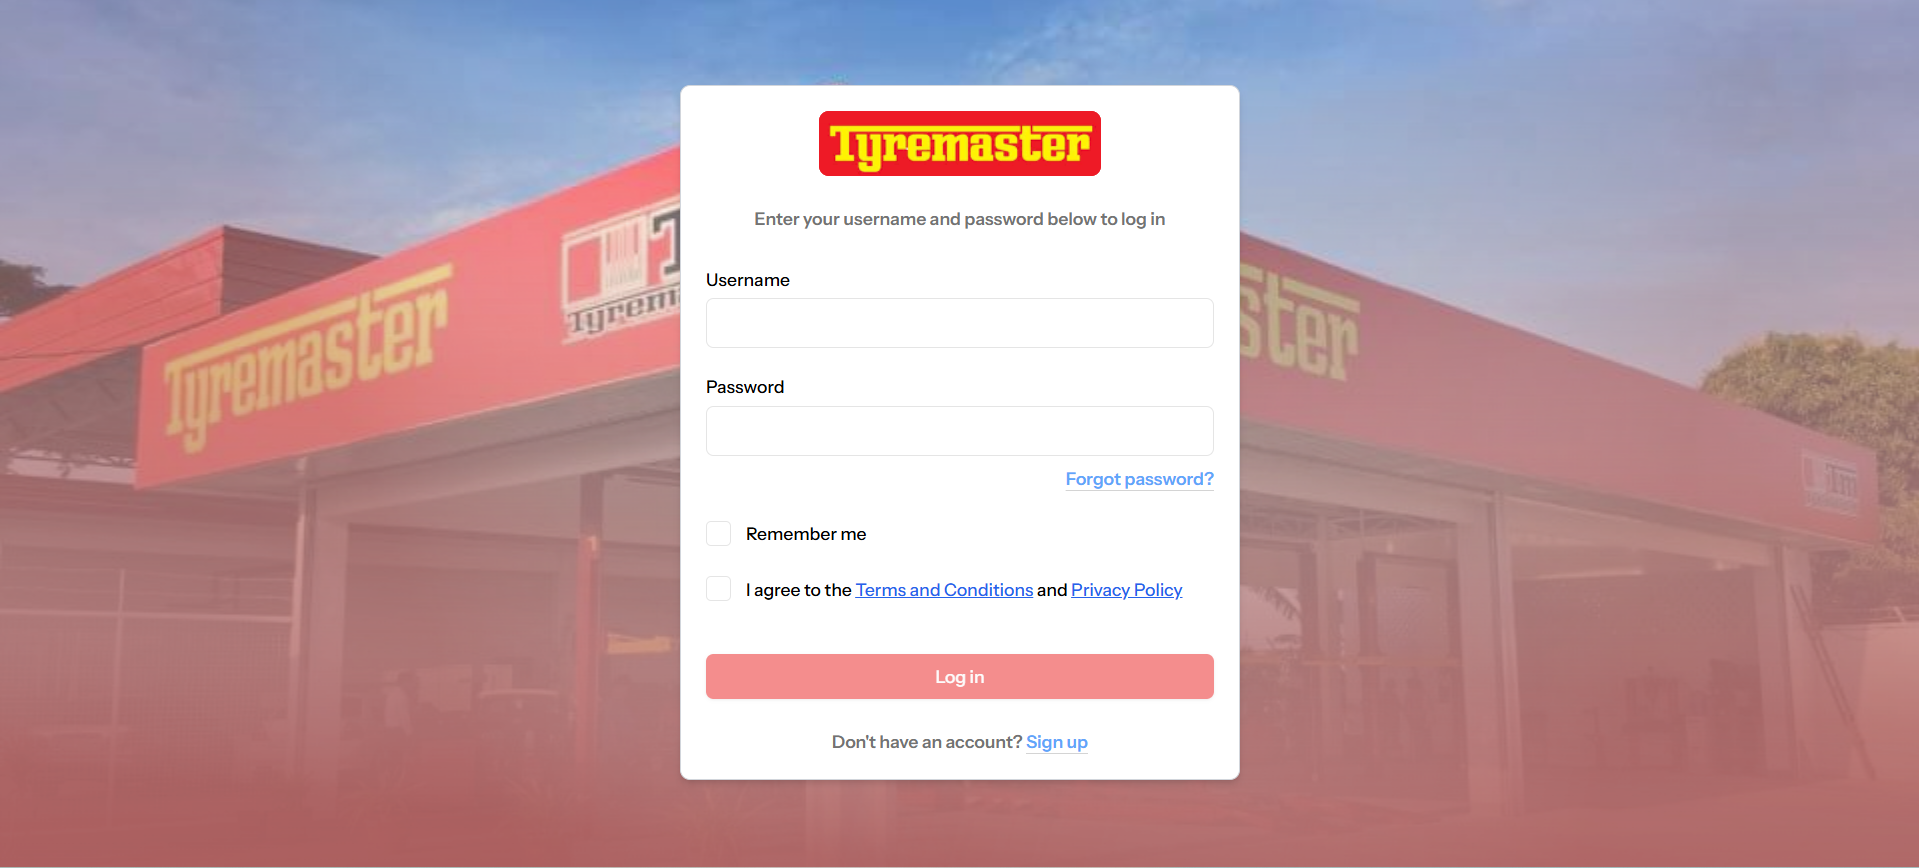 Tyremaster
Enter your username and password below to log in
Username
Password
Forgot password?
Remember me
I agree to the Terms and Conditions and Privacy Policy
Log in
Don't have an account? Sign up
Tyremaster
T
Tyrem
ster